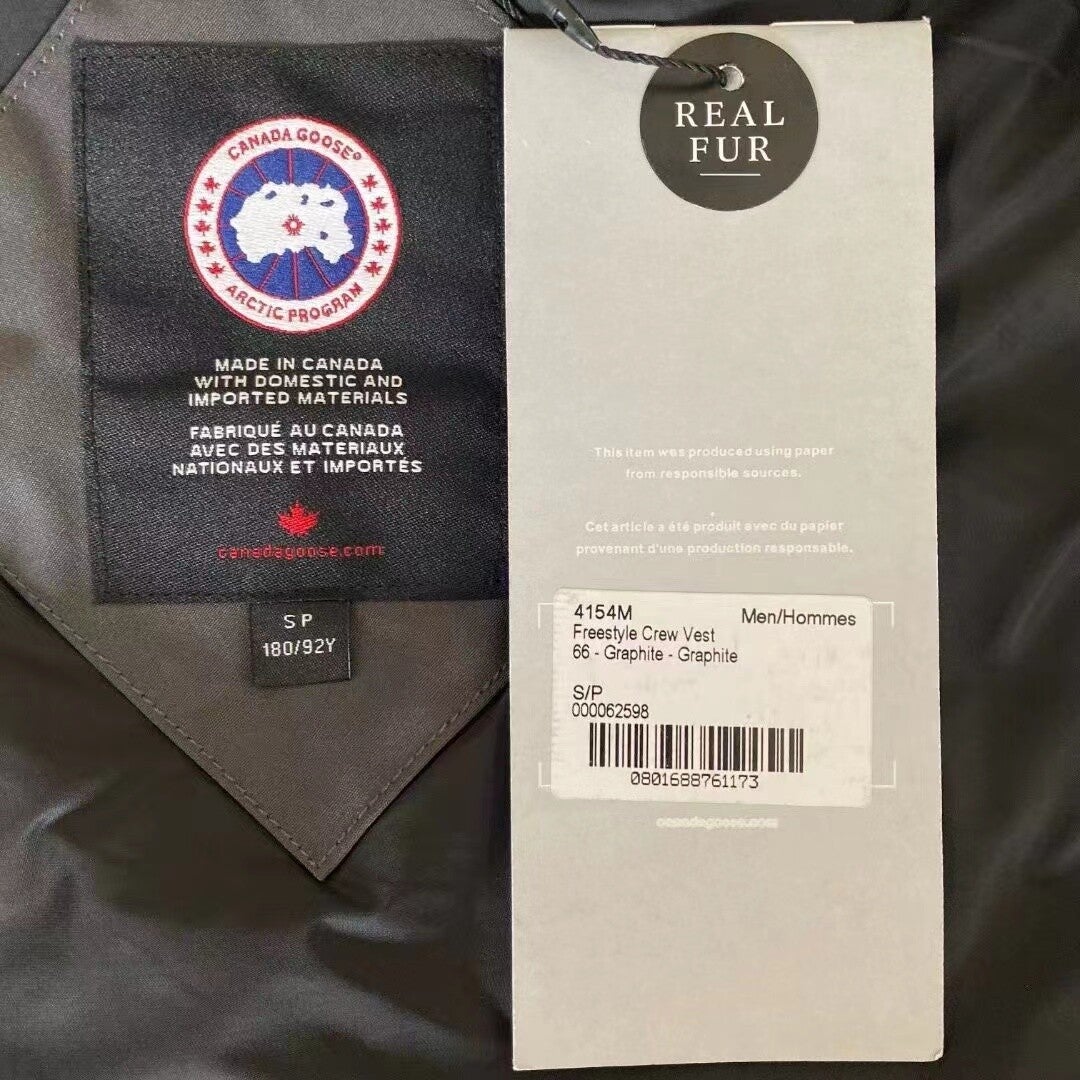 CANADA GOOSE®
ARCTIC PROGRAM
MADE IN CANADA
WITH DOMESTIC AND
IMPORTED MATERIALS
FABRIQUÉ AU CANADA
AVEC DES MATERIAUX
NATIONAUX ET IMPORTÉS
canadagoose.com
S P
180/92Y
REAL
FUR
This item was produced using paper
from responsible sources.
Cet article a été produit avec du papier
provenant d'une production responsable.
4154M Men/Hommes
Freestyle Crew Vest
66 - Graphite - Graphite
S/P
000062598
0801688761173
canadagoose.com